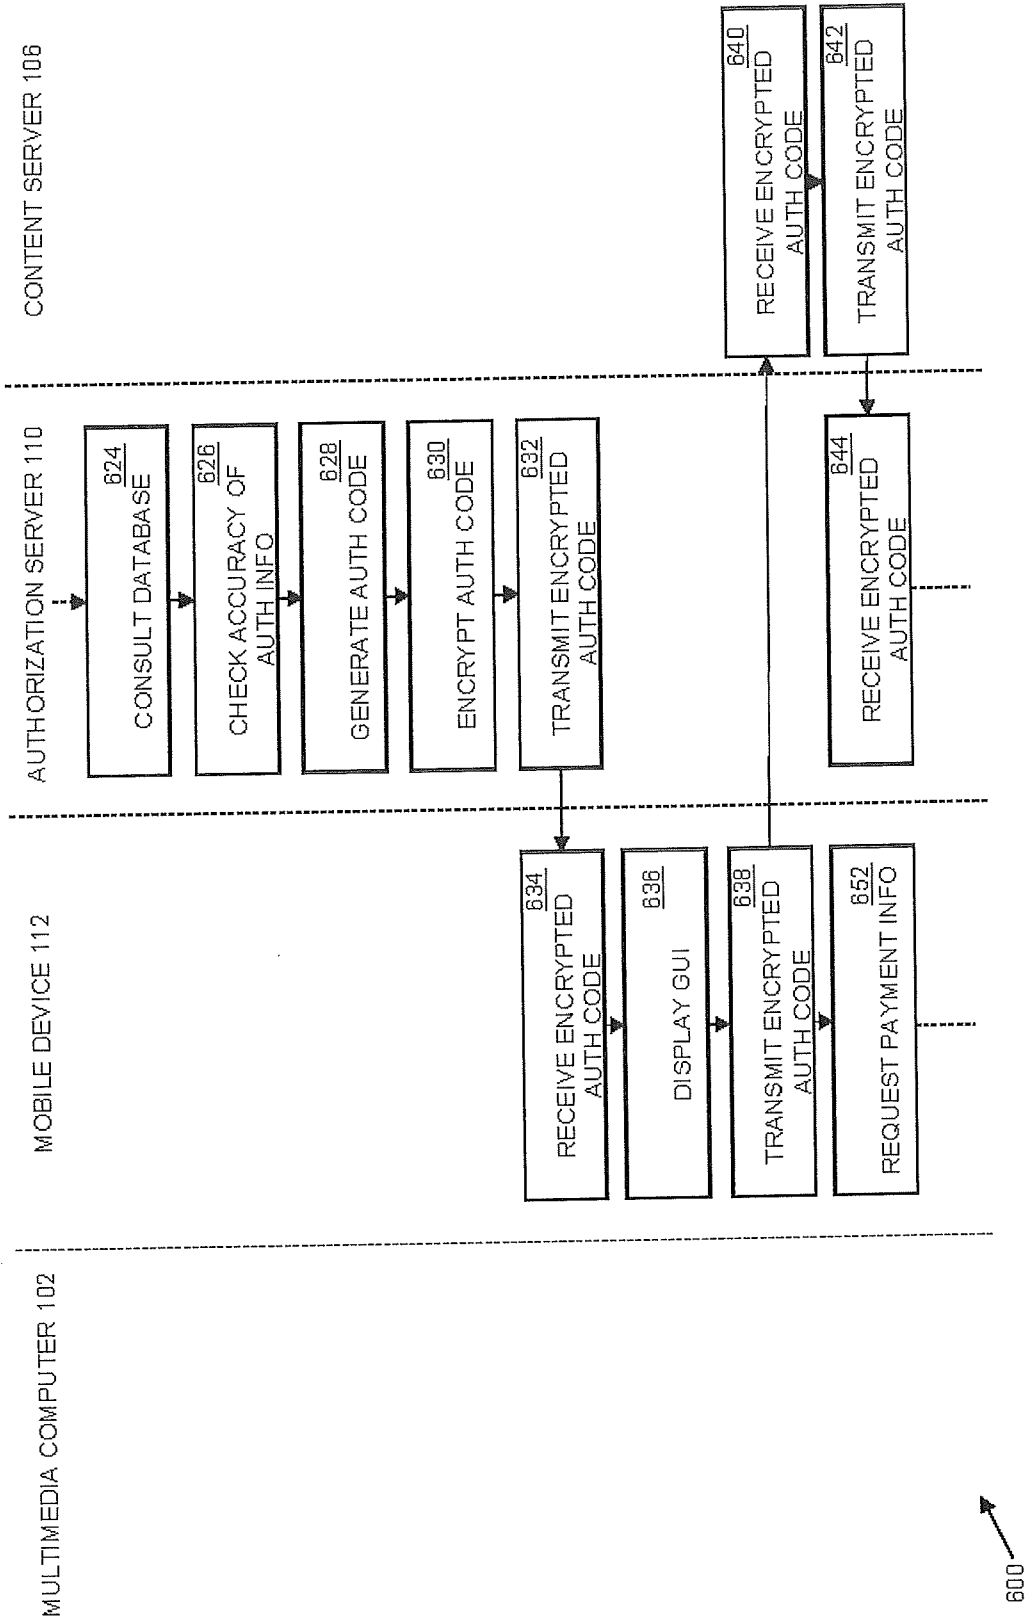 MULTIMEDIA COMPUTER 102
MOBILE DEVICE 112
AUTHORIZATION SERVER 110
CONTENT SERVER 106
624
CONSULT DATABASE
626
CHECK ACCURACY OF
AUTH INFO
628
GENERATE AUTH CODE
630
ENCRYPT AUTH CODE
632
TRANSMIT ENCRYPTED
AUTH CODE
634
RECEIVE ENCRYPTED
AUTH CODE
636
DISPLAY GUI
638
TRANSMIT ENCRYPTED
AUTH CODE
640
RECEIVE ENCRYPTED
AUTH CODE
642
TRANSMIT ENCRYPTED
AUTH CODE
644
RECEIVE ENCRYPTED
AUTH CODE
652
REQUEST PAYMENT INFO
600